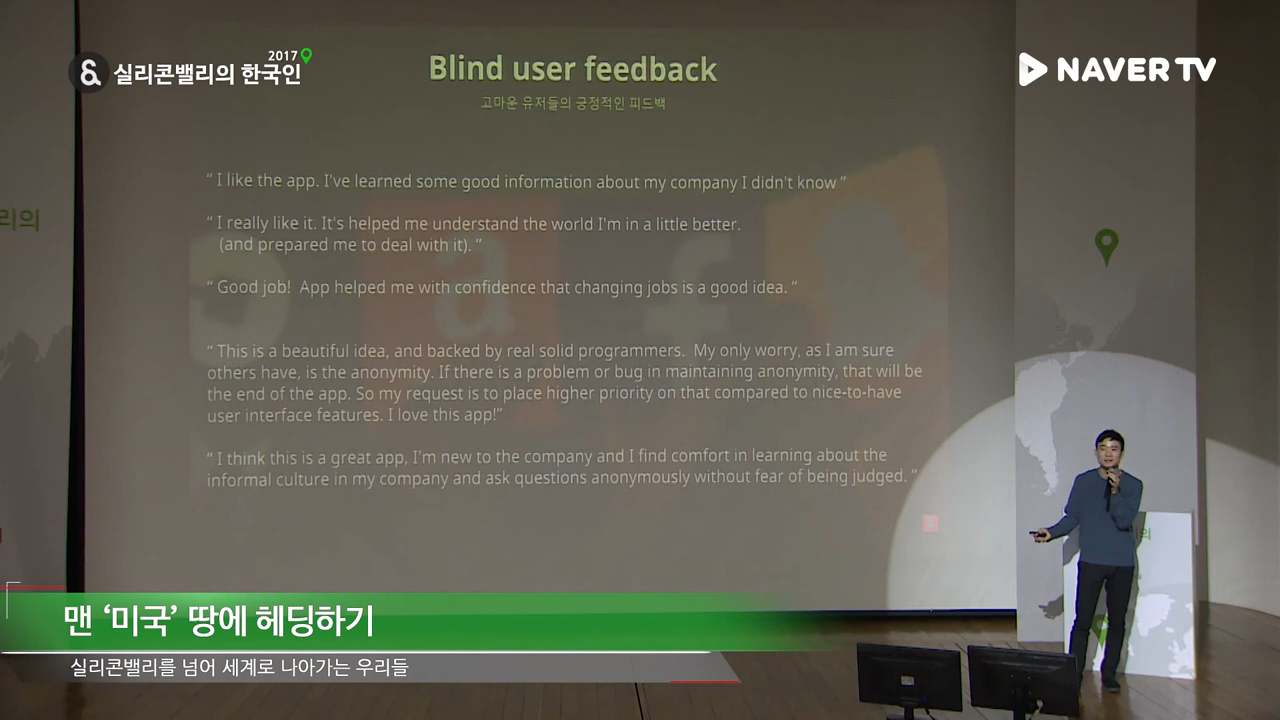 2017
실리콘밸리의 한국인
NAVER TV
Blind user feedback
고마운 유저들의 긍정적인 피드백
“ I like the app. I've learned some good information about my company I didn't know ”
“ I really like it. It's helped me understand the world I'm in a little better.
(and prepared me to deal with it). ”
“ Good job!  App helped me with confidence that changing jobs is a good idea. “
“ This is a beautiful idea, and backed by real solid programmers.  My only worry, as I am sure
others have, is the anonymity. If there is a problem or bug in maintaining anonymity, that will be
the end of the app. So my request is to place higher priority on that compared to nice-to-have
user interface features. I love this app!”
“ I think this is a great app, I'm new to the company and I find comfort in learning about the
informal culture in my company and ask questions anonymously without fear of being judged. ”
리의
a
f
의
맨 ‘미국’ 땅에 헤딩하기
실리콘밸리를 넘어 세계로 나아가는 우리들